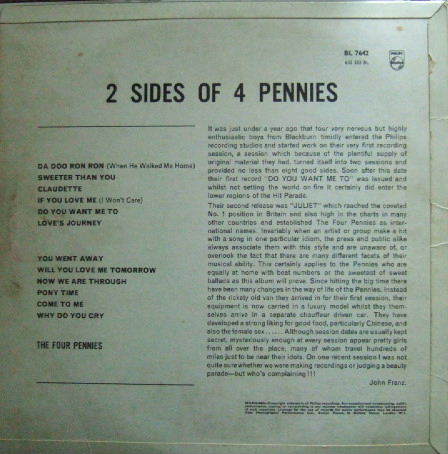 BL 7642
PHILIPS
2 SIDES OF 4 PENNIES
DA DOO RON RON (When He Walked Me Home)
SWEETER THAN YOU
CLAUDETTE
IF YOU LOVE ME (I Won't Care)
DO YOU WANT ME TO
LOVE'S JOURNEY
YOU WENT AWAY
WILL YOU LOVE ME TOMORROW
NOW WE ARE THROUGH
PONY TIME
COME TO ME
WHY DO YOU CRY
THE FOUR PENNIES
It was just under a year ago that four very nervous but highly
enthusiastic boys from Blackburn timidly entered the Philips
recording studios and started work on their very first recording
session, a session which because of the plentiful supply of
original material they had, turned itself into two sessions and
provided no less than eight good sides. Soon after this date
their first record "DO YOU WANT ME TO" was issued and
whilst not setting the world on fire it certainly did enter the
lower regions of the Hit Parade.
Their second release was "JULIET" which reached the coveted
No. 1 position in Britain and also high in the charts in many
other countries and established The Four Pennies as inter-
national names. Invariably when an artist or group make a hit
with a song in one particular idiom, the press and public alike
always associate them with this style and are unaware of, or
overlook the fact that there are many different facets of their
musical ability. This certainly applies to the Pennies who are
equally at home with beat numbers or the sweetest of sweet
ballads as this album will prove. Since hitting the big time there
have been many changes in the way of life of the Pennies. Instead
of the rickety old van they arrived in for their first session, their
equipment is now carried in a luxury model whilst they them-
selves arrive in a separate chauffeur driven car. They have
developed a strong liking for good food, particularly Chinese, and
also the female sex . . . . . Although session dates are usually kept
secret, mysteriously enough at every session appear pretty girls
from all over the place, many of whom travel hundreds of
miles just to be near their idols. On one recent session I was not
quite sure whether we were making recordings or judging a beauty
parade—but who's complaining!!!
John Franz.